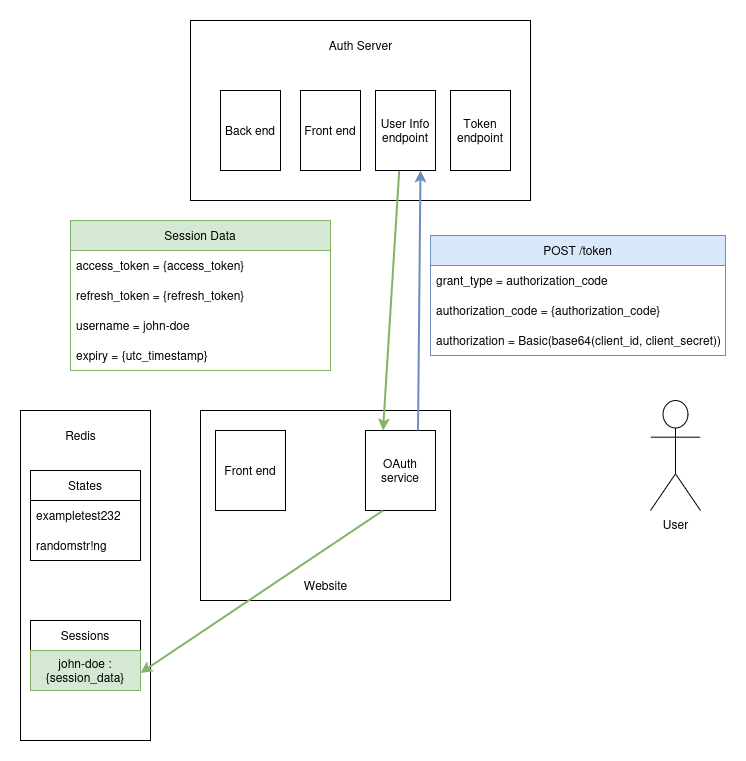 Auth Server
Back end
Front end
User Info
endpoint
Token
endpoint
Session Data
access_token = {access_token}
refresh_token = {refresh_token}
username = john-doe
expiry = {utc_timestamp}
POST /token
grant_type = authorization_code
authorization_code = {authorization_code}
authorization = Basic(base64(client_id, client_secret))
Redis
States
exampletest232
randomstr!ng
Sessions
john-doe :
{session_data}
Front end
OAuth
service
Website
User